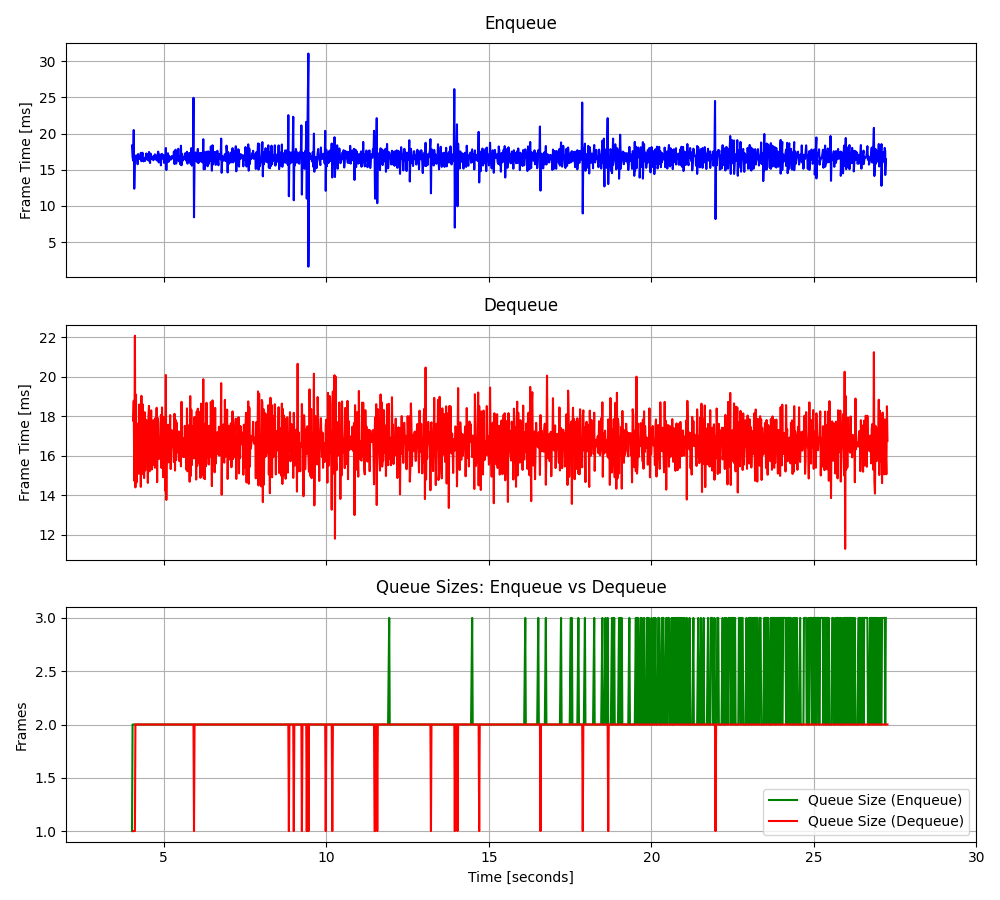 Enqueue
Frame Time [ms]
30
25
20
15
10
5
Dequeue
Frame Time [ms]
22
20
18
16
14
12
Queue Sizes: Enqueue vs Dequeue
Frames
3.0
2.5
2.0
1.5
1.0
Queue Size (Enqueue)
Queue Size (Dequeue)
5 10 15 20 25 30
Time [seconds]